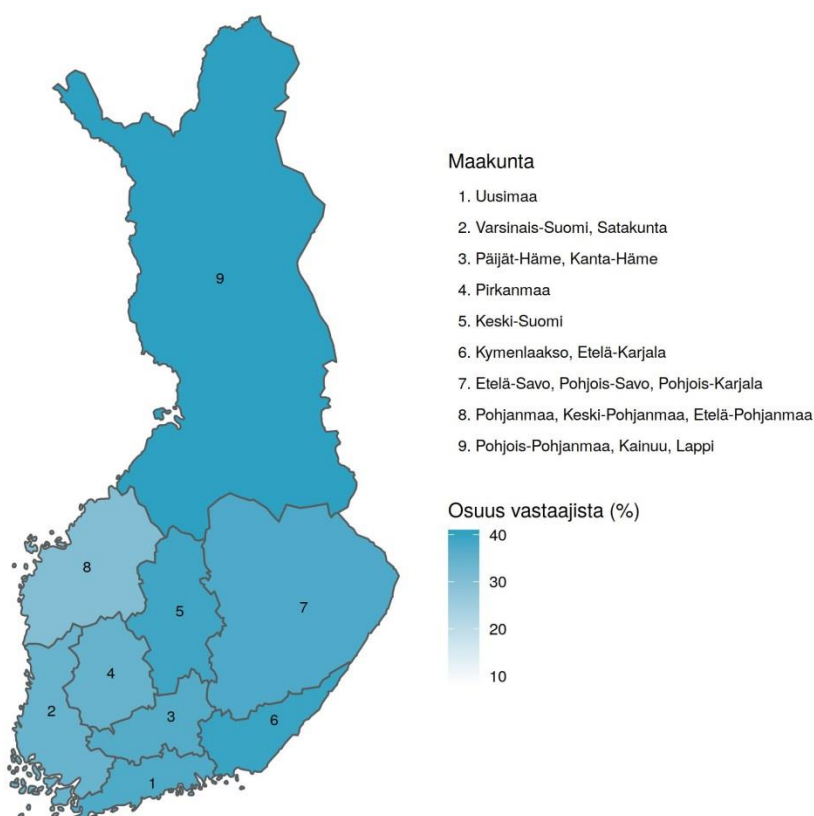 9
8
5
7
4
2
3
6
1
Maakunta
1. Uusimaa
2. Varsinais-Suomi, Satakunta
3. Päijät-Häme, Kanta-Häme
4. Pirkanmaa
5. Keski-Suomi
6. Kymenlaakso, Etelä-Karjala
7. Etelä-Savo, Pohjois-Savo, Pohjois-Karjala
8. Pohjanmaa, Keski-Pohjanmaa, Etelä-Pohjanmaa
9. Pohjois-Pohjanmaa, Kainuu, Lappi
Osuus vastaajista (%)
40
30
20
10